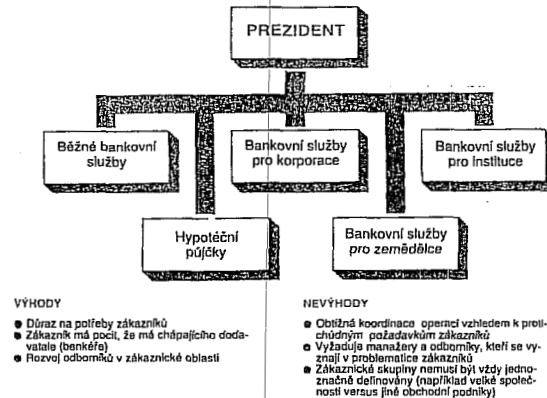 PREZIDENT
Běžné bankovní
služby
Bankovní služby
pro korporace
Bankovní služby
pro instituce
Hypotéční
půjčky
Bankovní služby
pro zemědělce
VÝHODY
● Důraz na potřeby zákazníků
● Zákazník má pocit, že má chápajícího doda-
vatele (bankéře)
● Rozvoj odborníků v zákaznické oblasti
NEVÝHODY
● Obtížná koordinace operací vzhledem k proti-
chůdným požadavkům zákazníků
● Vyžaduje manažery a odborníky, kteří se vy-
znají v problematice zákazníků
● Zákaznické skupiny nemusí být vždy jedno-
značně definovány (například velké společ-
nosti versus jiné obchodní podniky)